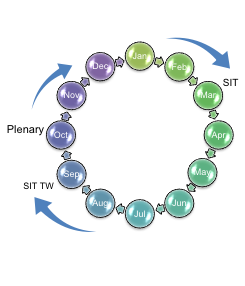 Jan
Feb
Mar
Apr
May
Jun
Jul
Aug
Sep
Oct
Nov
Dec
SIT
Plenary
SIT TW